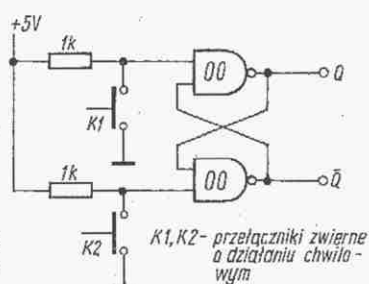 +5V
1k
00
Q
K1
1k
00
Q̄
K2
K1,K2- przełączniki zwierne
o działaniu chwilo-
wym